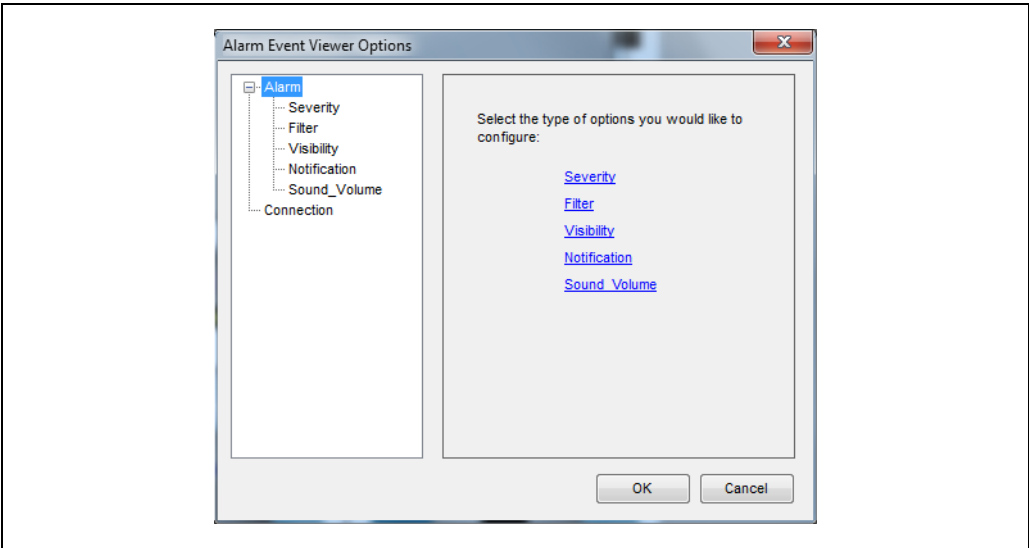 Alarm Event Viewer Options
Alarm
Severity
Filter
Visibility
Notification
Sound_Volume
Connection
Select the type of options you would like to
configure:
Severity
Filter
Visibility
Notification
Sound_Volume
OK
Cancel